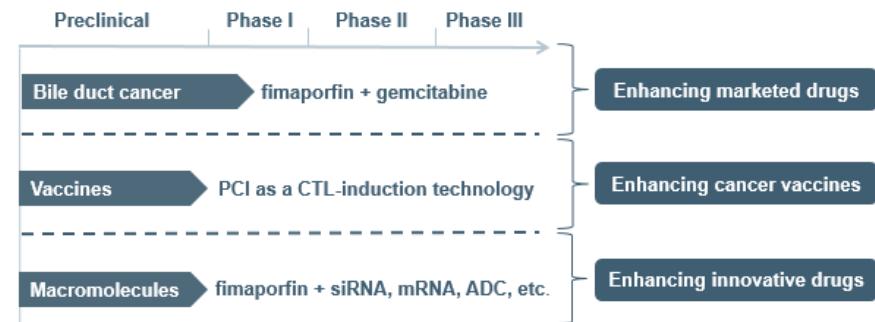 Preclinical Phase I Phase II Phase III
Bile duct cancer fimaporfin + gemcitabine Enhancing marketed drugs
Vaccines PCI as a CTL-induction technology Enhancing cancer vaccines
Macromolecules fimaporfin + siRNA, mRNA, ADC, etc. Enhancing innovative drugs